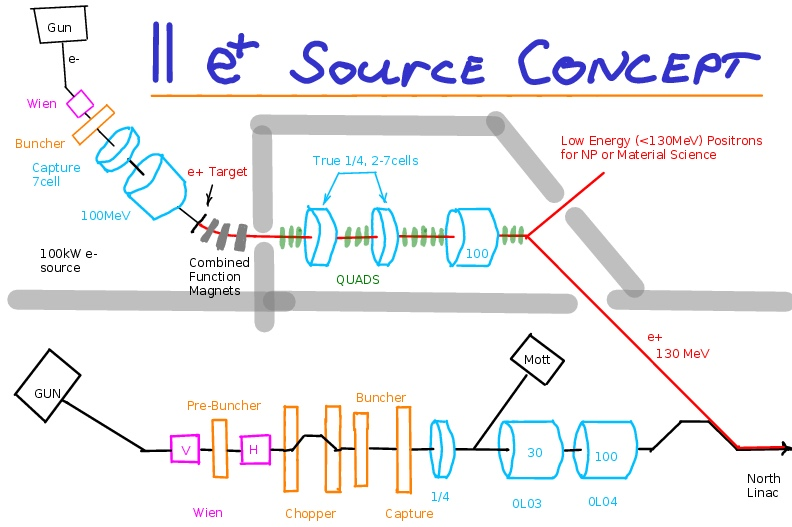 || e+ Source Concept
Gun
e-
Wien
Buncher
Capture
7cell
100MeV
e+ Target
100kW e-
source
Combined
Function
Magnets
True 1/4, 2-7cells
QUADS
100
Low Energy (<130MeV) Positrons
for NP or Material Science
e+
130 MeV
GUN
Pre-Buncher
V
H
Wien
Chopper
Buncher
Capture
1/4
Mott
30
0L03
100
0L04
North
Linac